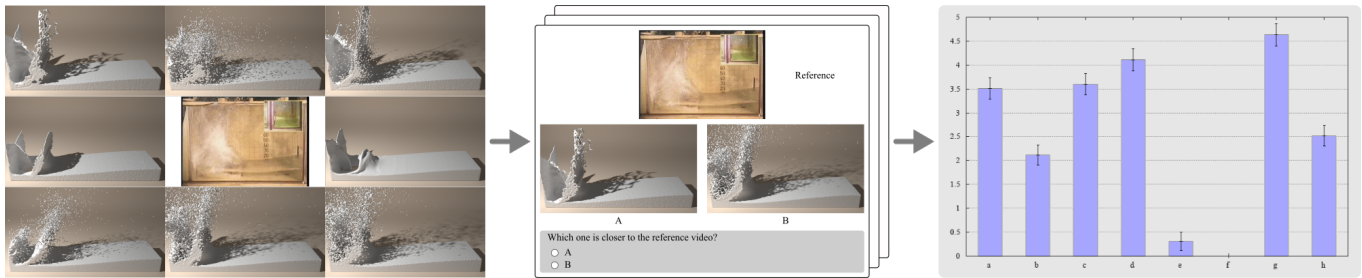 Reference
A
B
Which one is closer to the reference video?
A
B
5
4.5
4
3.5
3
2.5
2
1.5
1
0.5
0
a
b
c
d
e
f
g
h